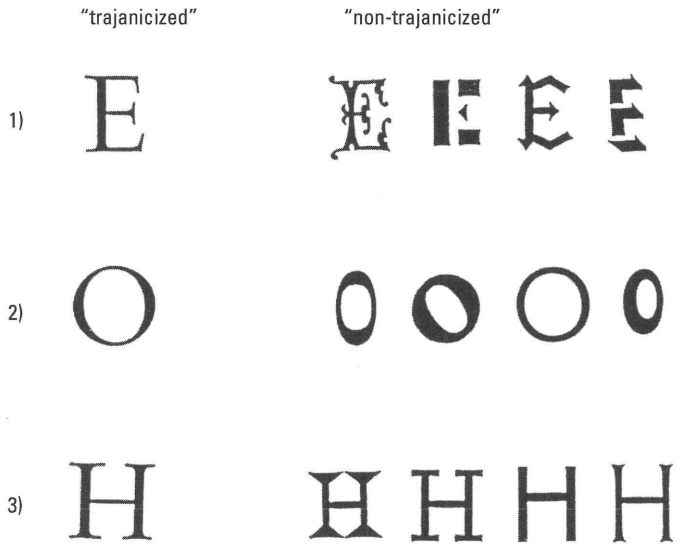 “trajanicized” “non-trajanicized”
1) E E E E E
2) O O O O O
3) H H H H H